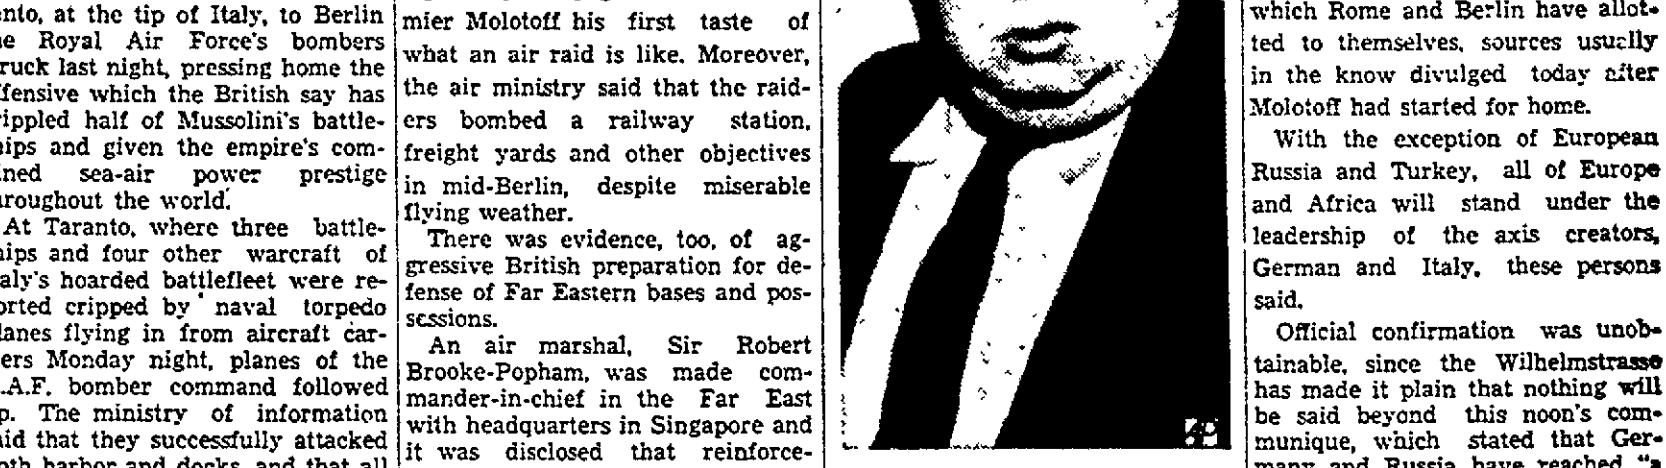 nto, at the tip of Italy, to Berlin
e Royal Air Force's bombers
ruck last night, pressing home the
ffensive which the British say has
rippled half of Mussolini's battle-
ips and given the empire's com-
ined sea-air power prestige
roughout the world.
At Taranto, where three battle-
hips and four other warcraft of
aly's hoarded battlefleet were re-
orted cripped by naval torpedo
lanes flying in from aircraft car-
ers Monday night, planes of the
.A.F. bomber command followed
p. The ministry of information
aid that they successfully attacked
oth harbor and docks, and that all
mier Molotoff his first taste of
what an air raid is like. Moreover,
the air ministry said that the raid-
ers bombed a railway station,
freight yards and other objectives
in mid-Berlin, despite miserable
flying weather.
There was evidence, too, of ag-
gressive British preparation for de-
fense of Far Eastern bases and pos-
sessions.
An air marshal, Sir Robert
Brooke-Popham, was made com-
mander-in-chief in the Far East
with headquarters in Singapore and
it was disclosed that reinforce-
which Rome and Berlin have allot-
ted to themselves, sources usually
in the know divulged today after
Molotoff had started for home.
With the exception of European
Russia and Turkey, all of Europe
and Africa will stand under the
leadership of the axis creators,
German and Italy, these persons
said.
Official confirmation was unob-
tainable, since the Wilhelmstrasse
has made it plain that nothing will
be said beyond this noon's com-
munique, which stated that Ger-
many and Russia have reached "a